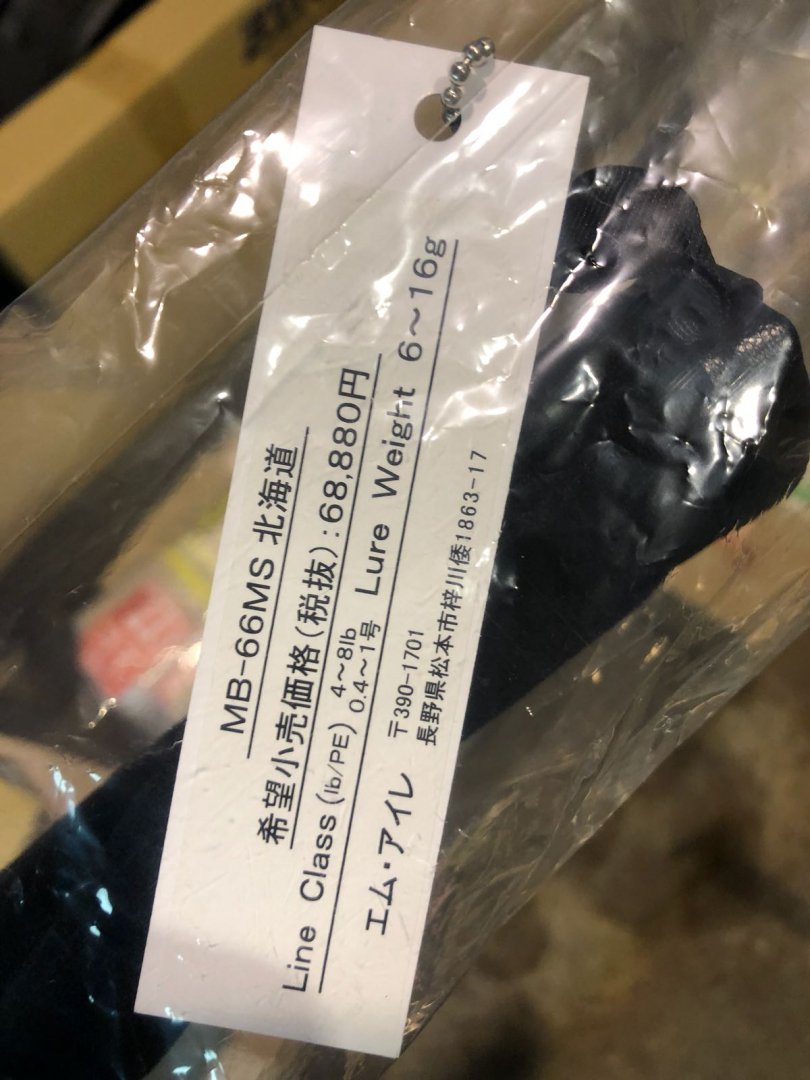 MB-66MS 北海道
希望小売価格(税抜):68,880円
Line Class(lb/PE) 4～8lb 0.4～1号 Lure Weight 6～16g
エム・アイレ 〒390-1701
長野県松本市梓川倭1863-17